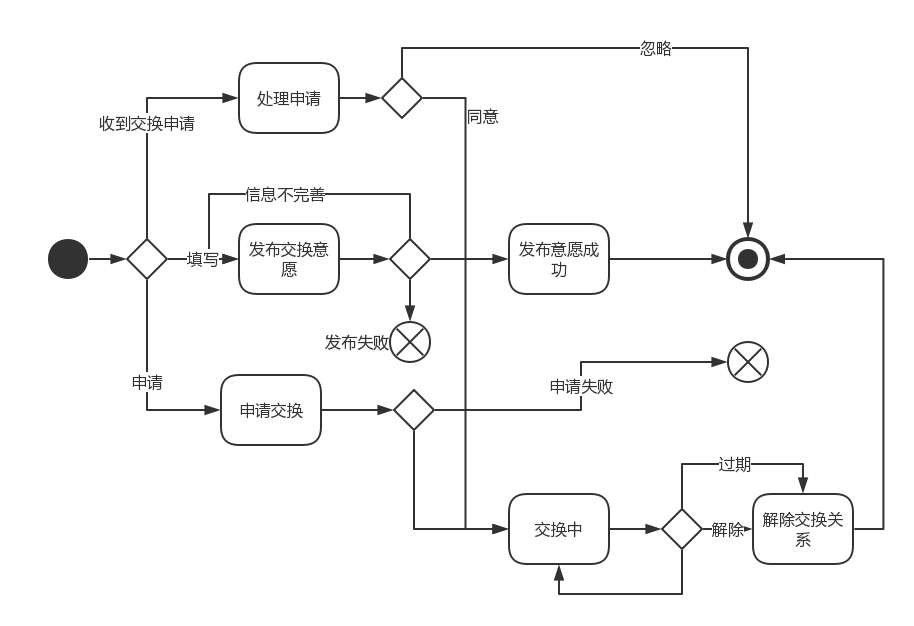 忽略
处理申请
同意
收到交换申请
信息不完善
填写
发布交换意
愿
发布意愿成
功
发布失败
申请
申请失败
申请交换
过期
交换中
解除
解除交换关
系